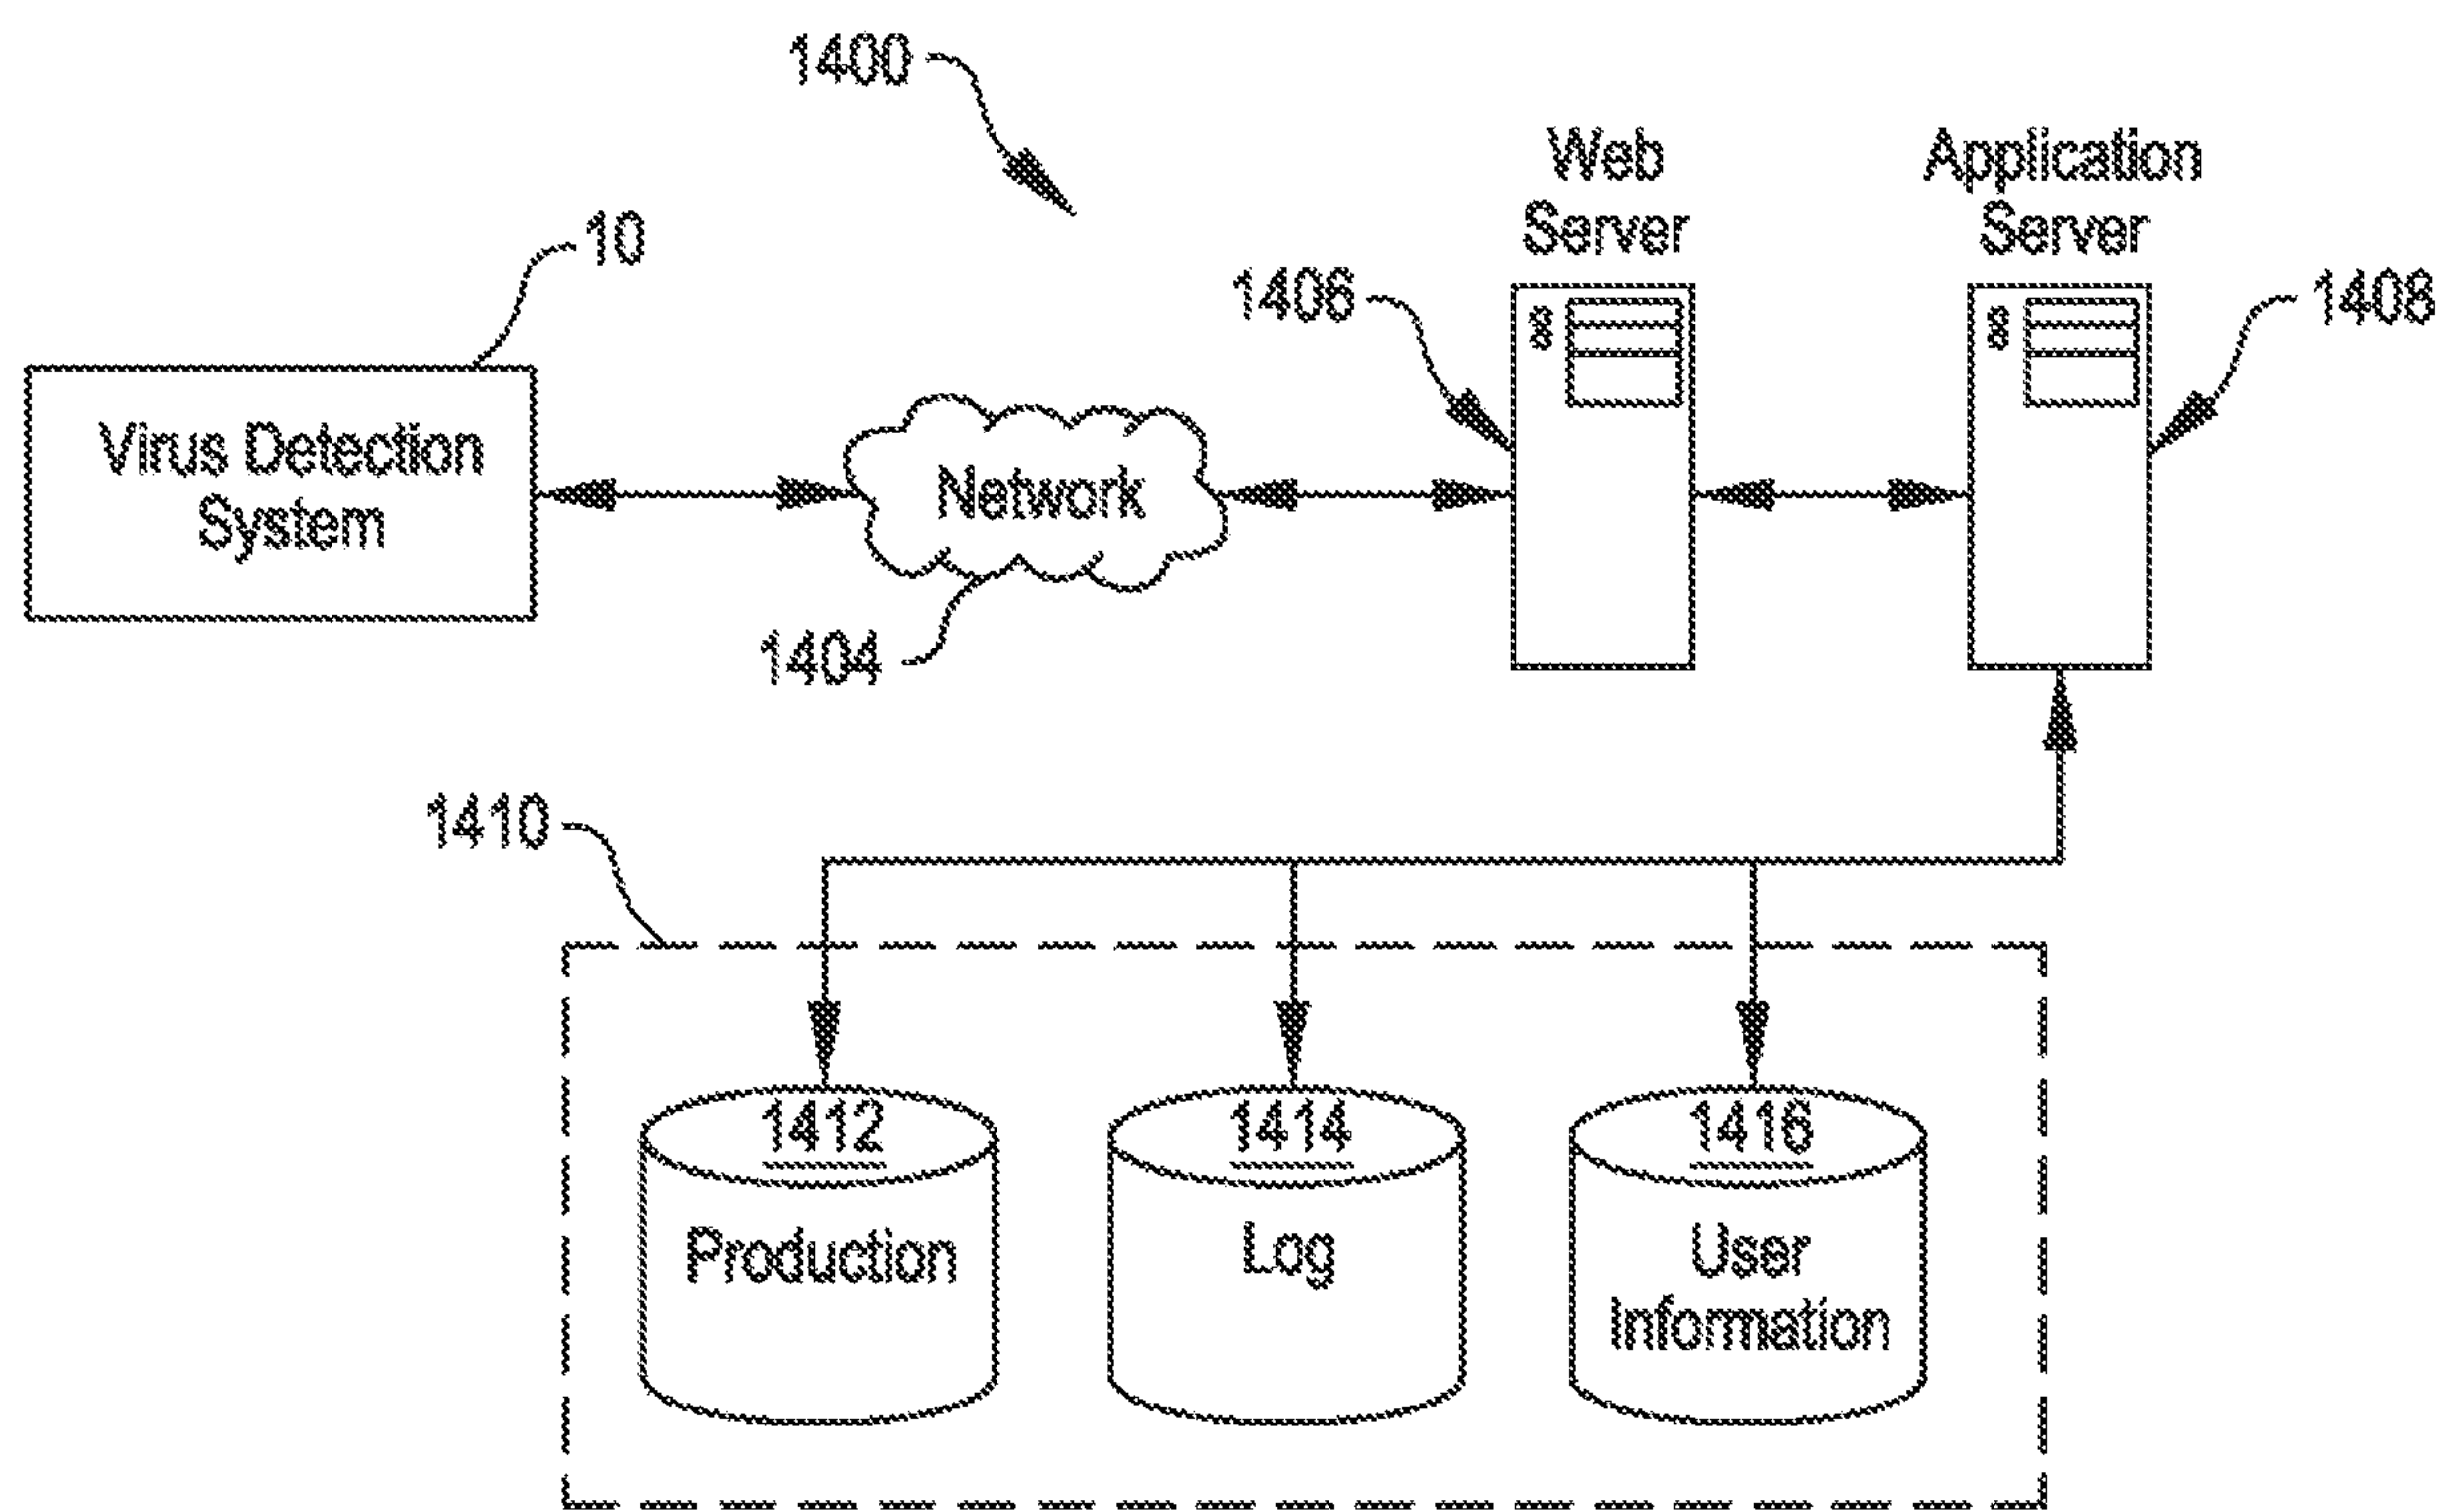 1400
Web
Server
Application
Server
10
1406
1408
Virus Detection
System
Network
1404
1410
1412
Production
1414
Log
1416
User
Information